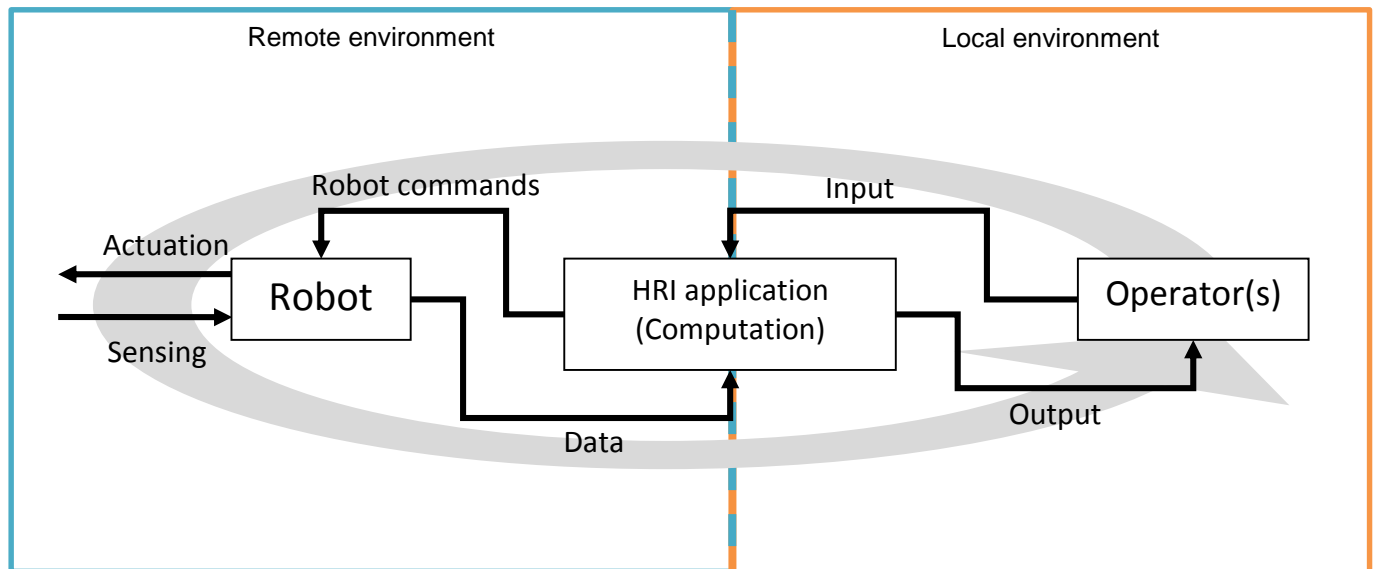 Remote environment
Local environment
Robot commands
Input
Actuation
Robot
HRI application
(Computation)
Operator(s)
Sensing
Output
Data